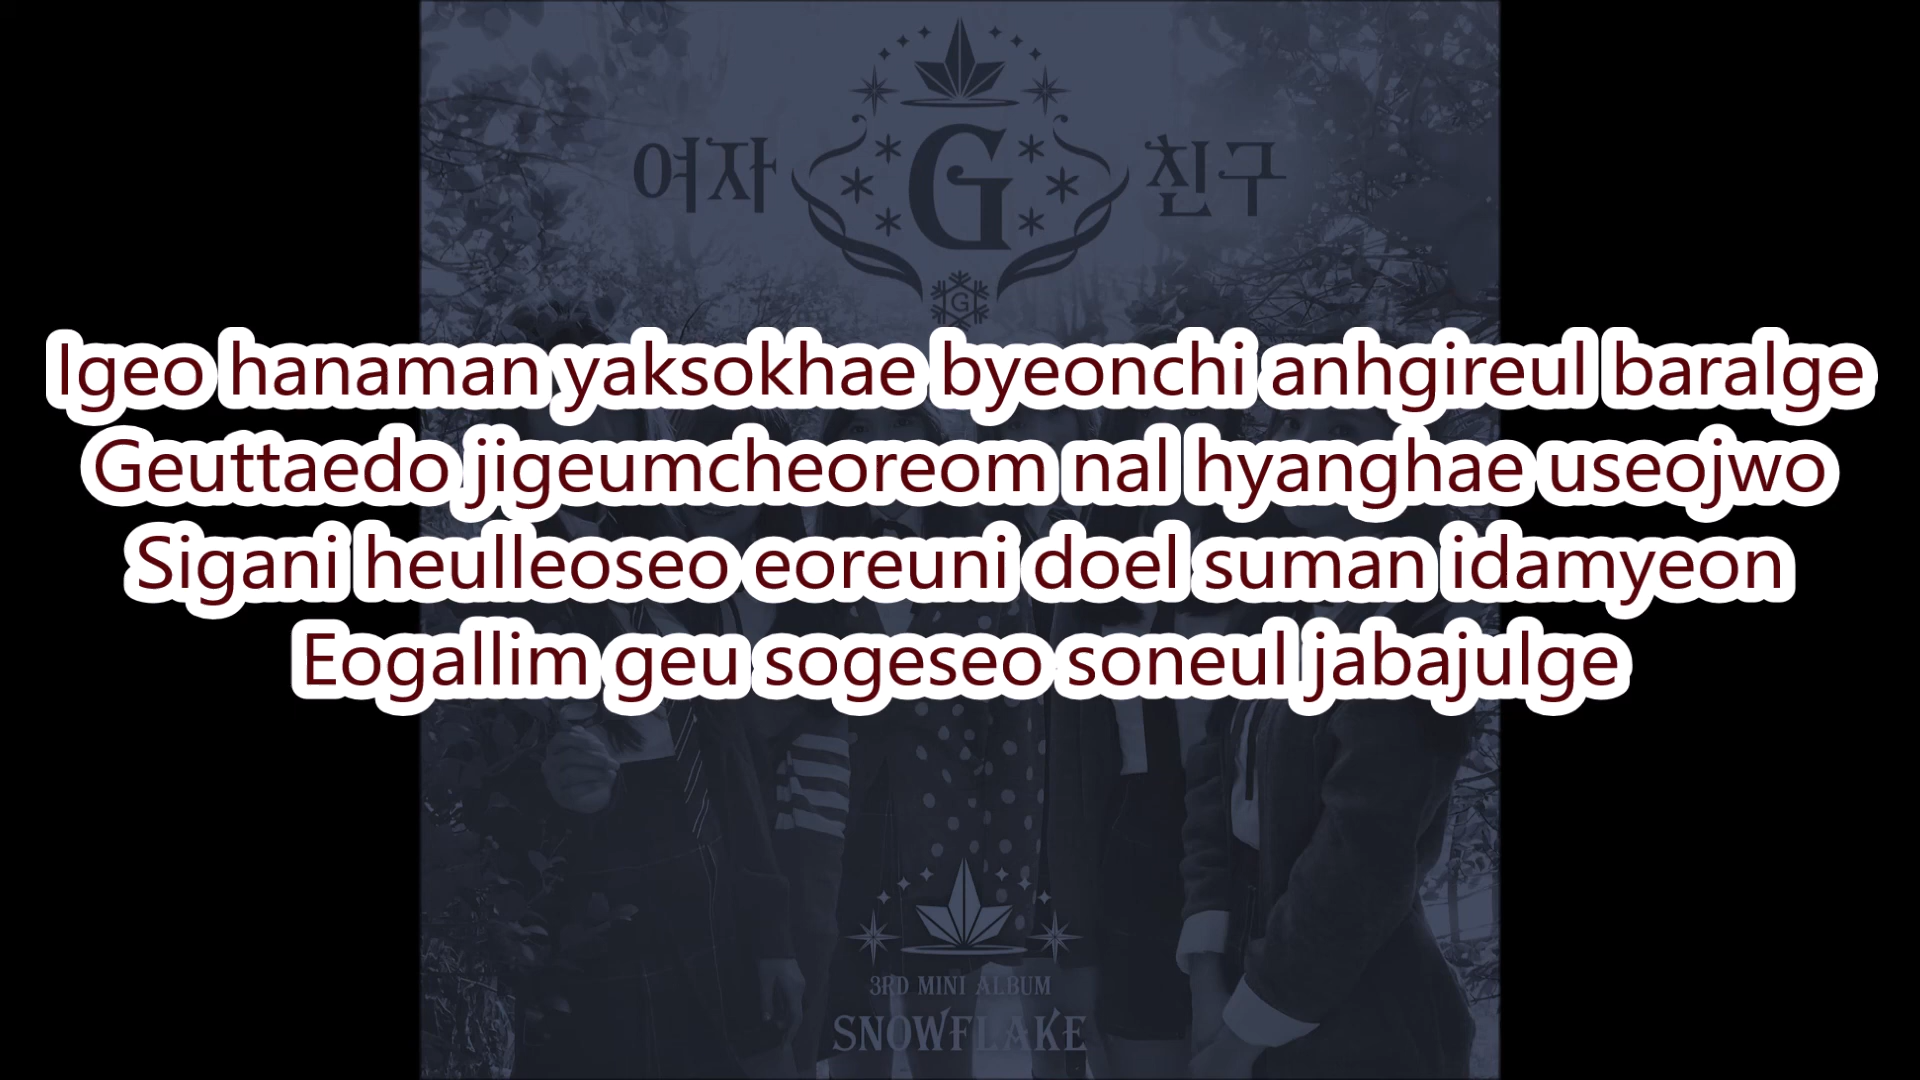 여자 G 친구
G
Igeo hanaman yaksokhae byeonchi anhgireul baralge
Geuttaedo jigeumcheoreom nal hyanghae useojwo
Sigani heulleoseo eoreuni doel suman idamyeon
Eogallim geu sogeseo soneul jabajulge
3RD MINI ALBUM
SNOWFLAKE